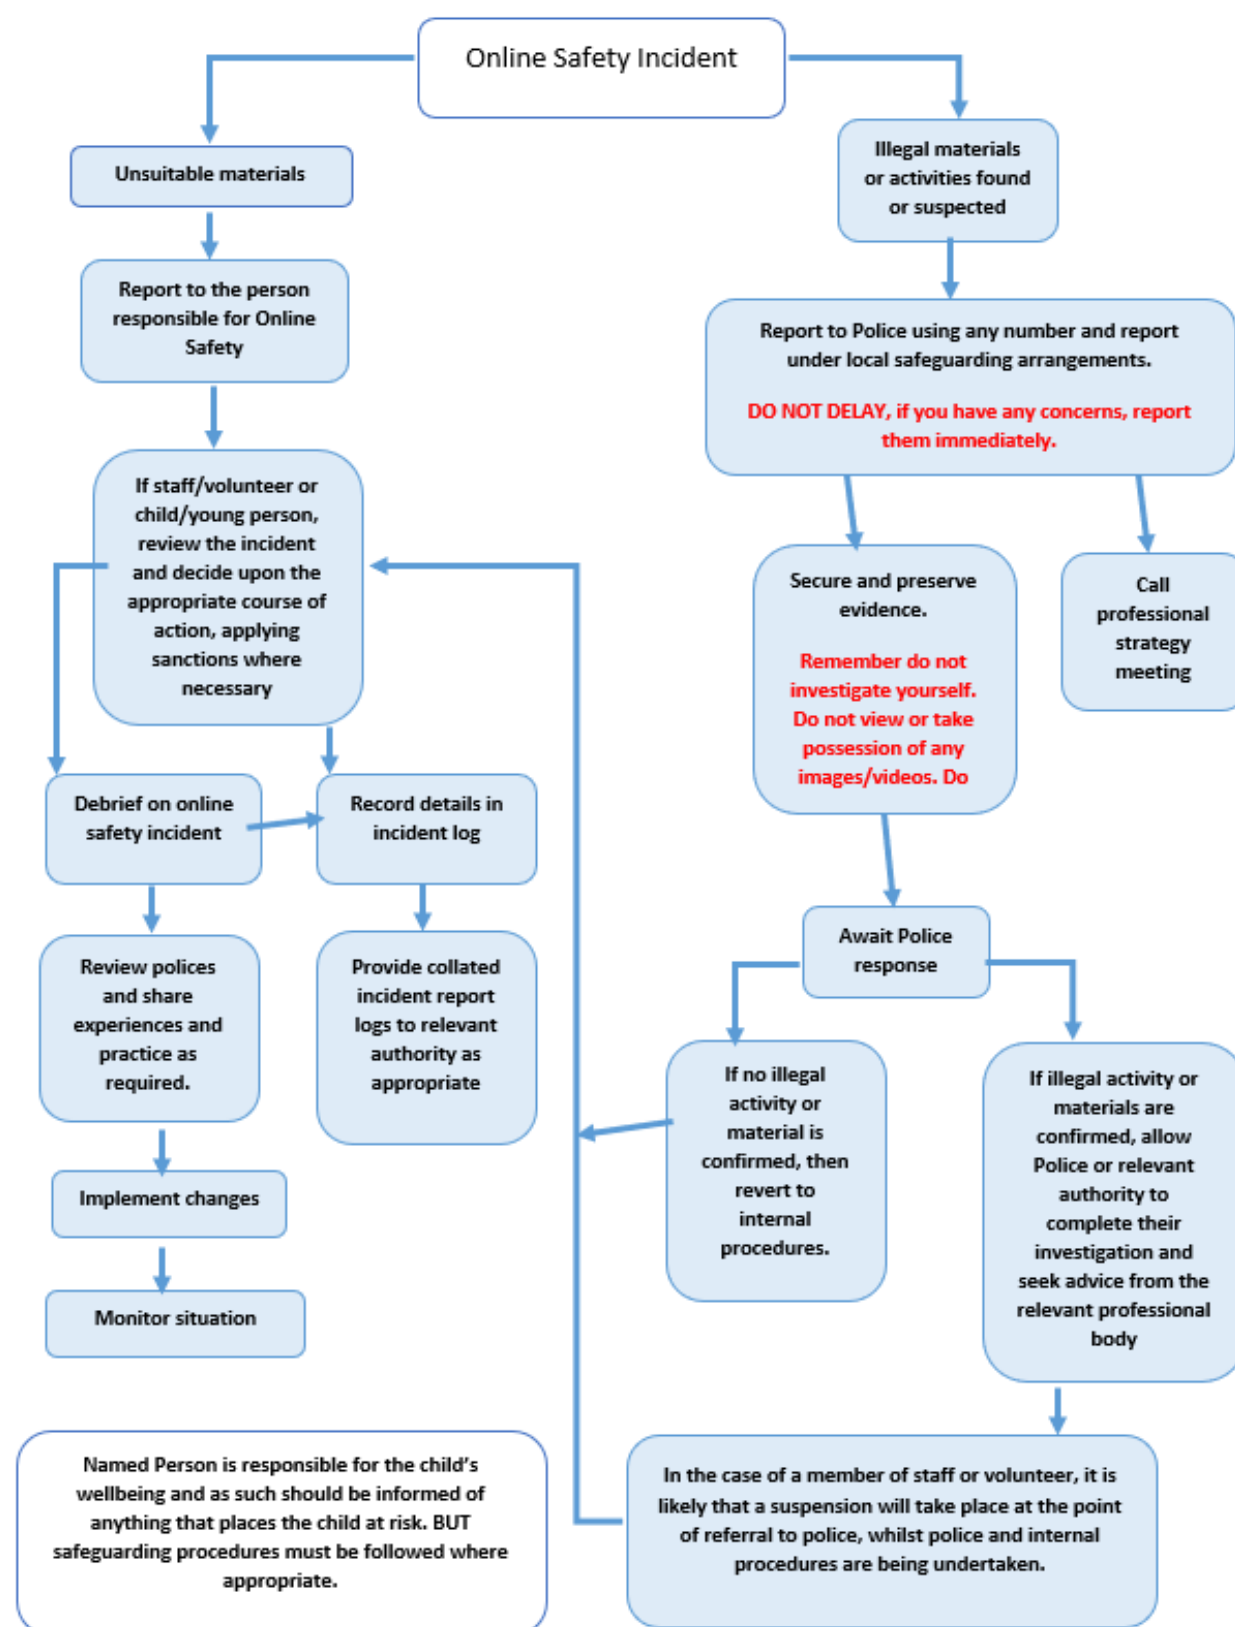 Online Safety Incident
Unsuitable materials
Report to the person
responsible for Online
Safety
If staff/volunteer or
child/young person,
review the incident
and decide upon the
appropriate course of
action, applying
sanctions where
necessary
Debrief on online
safety incident
Record details in
incident log
Review polices
and share
experiences and
practice as
required.
Provide collated
incident report
logs to relevant
authority as
appropriate
Implement changes
Monitor situation
Illegal materials
or activities found
or suspected
Report to Police using any number and report
under local safeguarding arrangements.
DO NOT DELAY, if you have any concerns, report
them immediately.
Secure and preserve
evidence.
Remember do not
investigate yourself.
Do not view or take
possession of any
images/videos. Do
Call
professional
strategy
meeting
Await Police
response
If no illegal
activity or
material is
confirmed, then
revert to
internal
procedures.
If illegal activity or
materials are
confirmed, allow
Police or relevant
authority to
complete their
investigation and
seek advice from the
relevant professional
body
In the case of a member of staff or volunteer, it is
likely that a suspension will take place at the point
of referral to police, whilst police and internal
procedures are being undertaken.
Named Person is responsible for the child’s
wellbeing and as such should be informed of
anything that places the child at risk. BUT
safeguarding procedures must be followed where
appropriate.